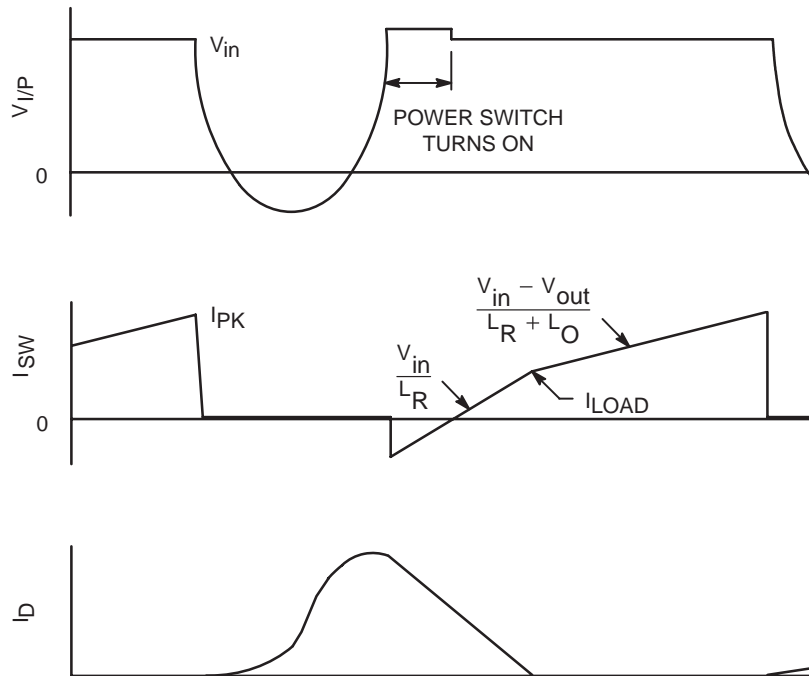 V_I/P
V_in
POWER SWITCH
TURNS ON
0
I_SW
I_PK
V_in
L_R
V_in − V_out
L_R + L_O
I_LOAD
0
I_D